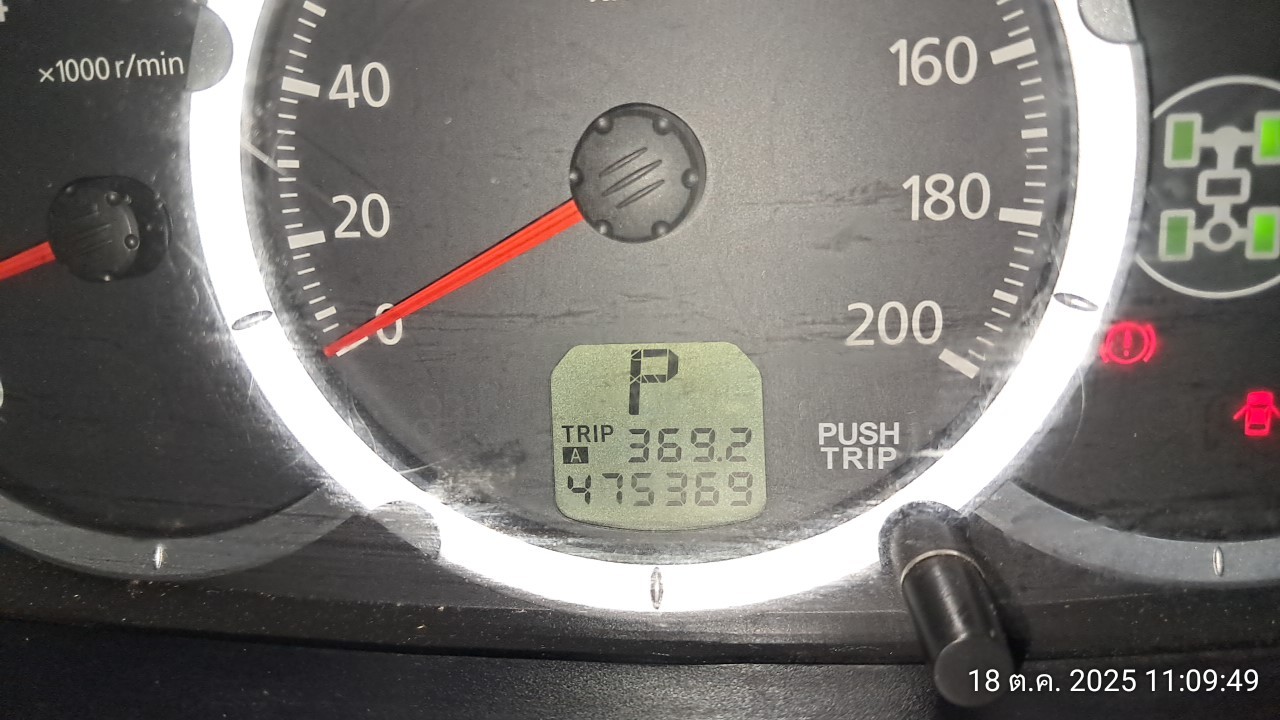 ×1000 r/min
40
160
20
180
0
200
P
TRIP 369.2
A
475369
PUSH
TRIP
18 ต.ค. 2025 11:09:49